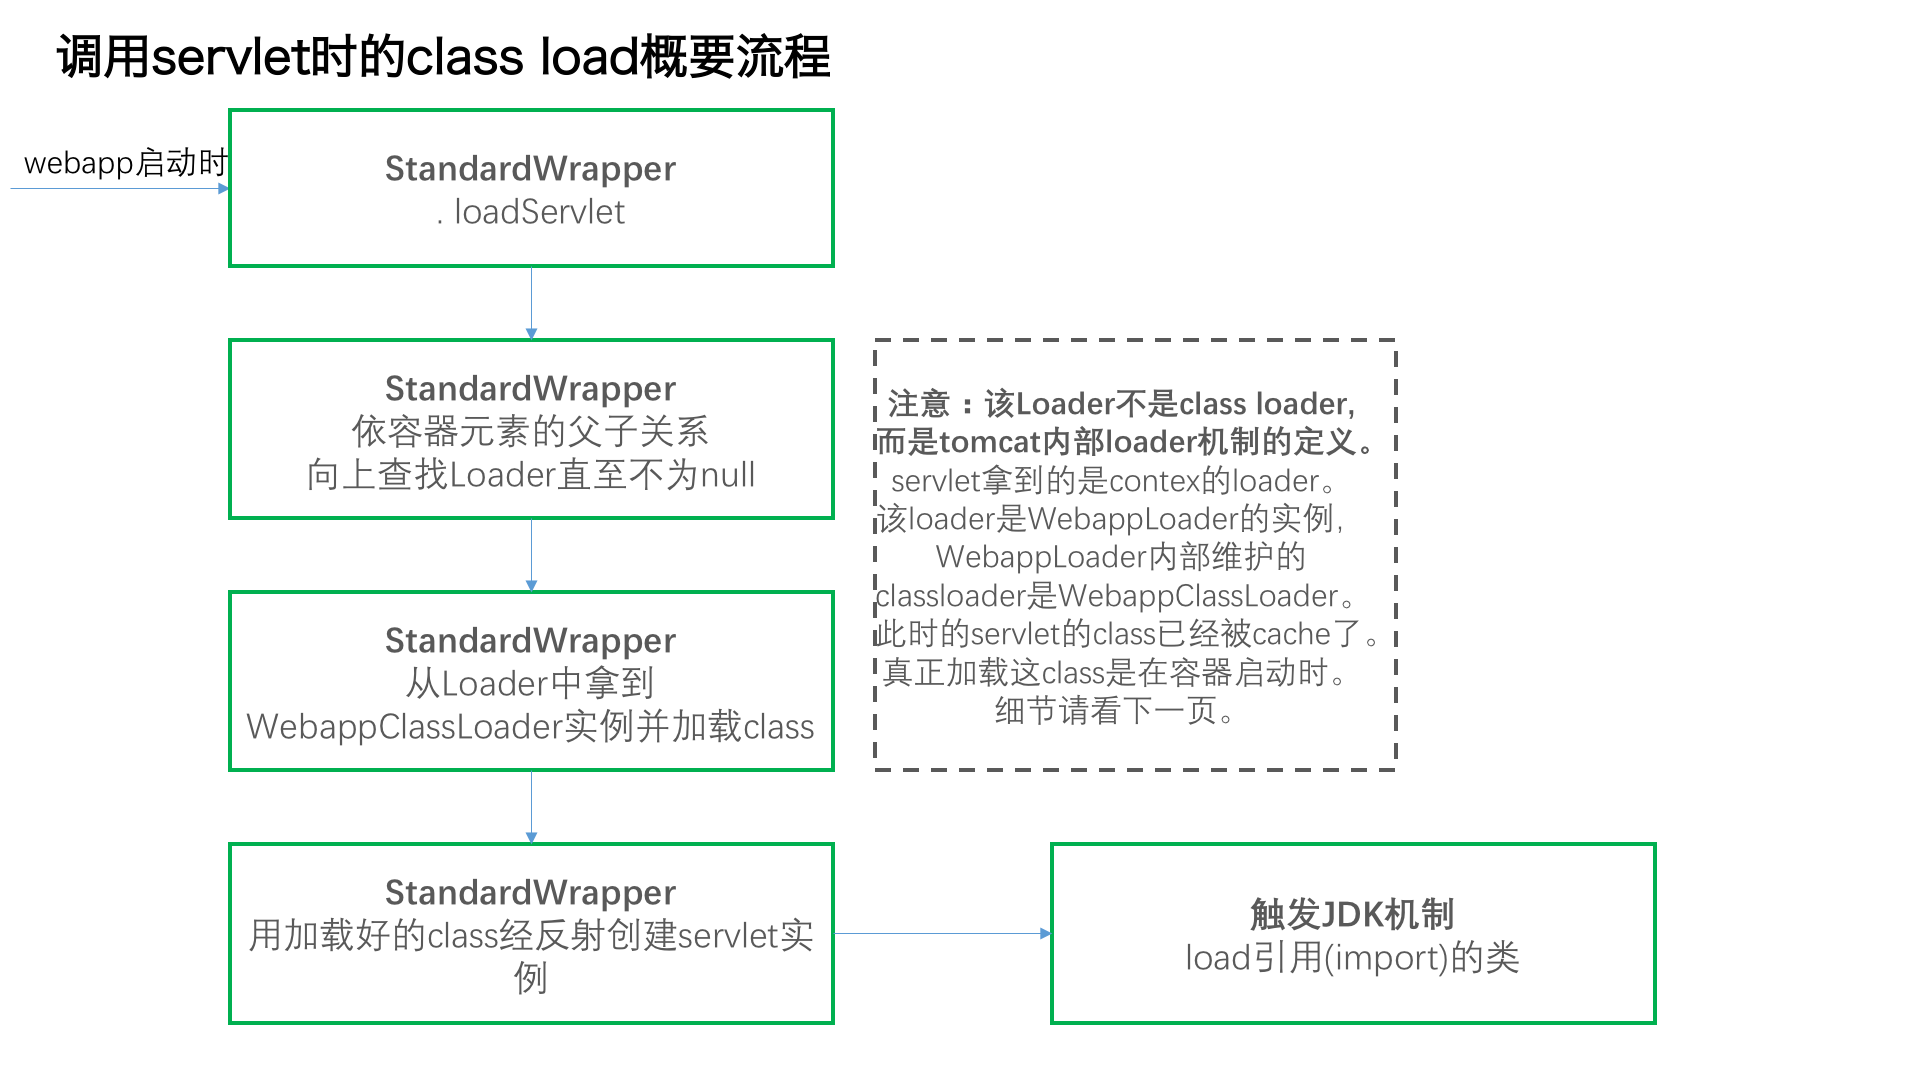 调用servlet时的class load概要流程
webapp启动时
StandardWrapper
. loadServlet
StandardWrapper
依容器元素的父子关系
向上查找Loader直至不为null
注意：该Loader不是class loader,
而是tomcat内部loader机制的定义。
servlet拿到的是contex的loader。
该loader是WebappLoader的实例,
WebappLoader内部维护的
classloader是WebappClassLoader。
此时的servlet的class已经被cache了。
真正加载这class是在容器启动时。
细节请看下一页。
StandardWrapper
从Loader中拿到
WebappClassLoader实例并加载class
StandardWrapper
用加载好的class经反射创建servlet实
例
触发JDK机制
load引用(import)的类